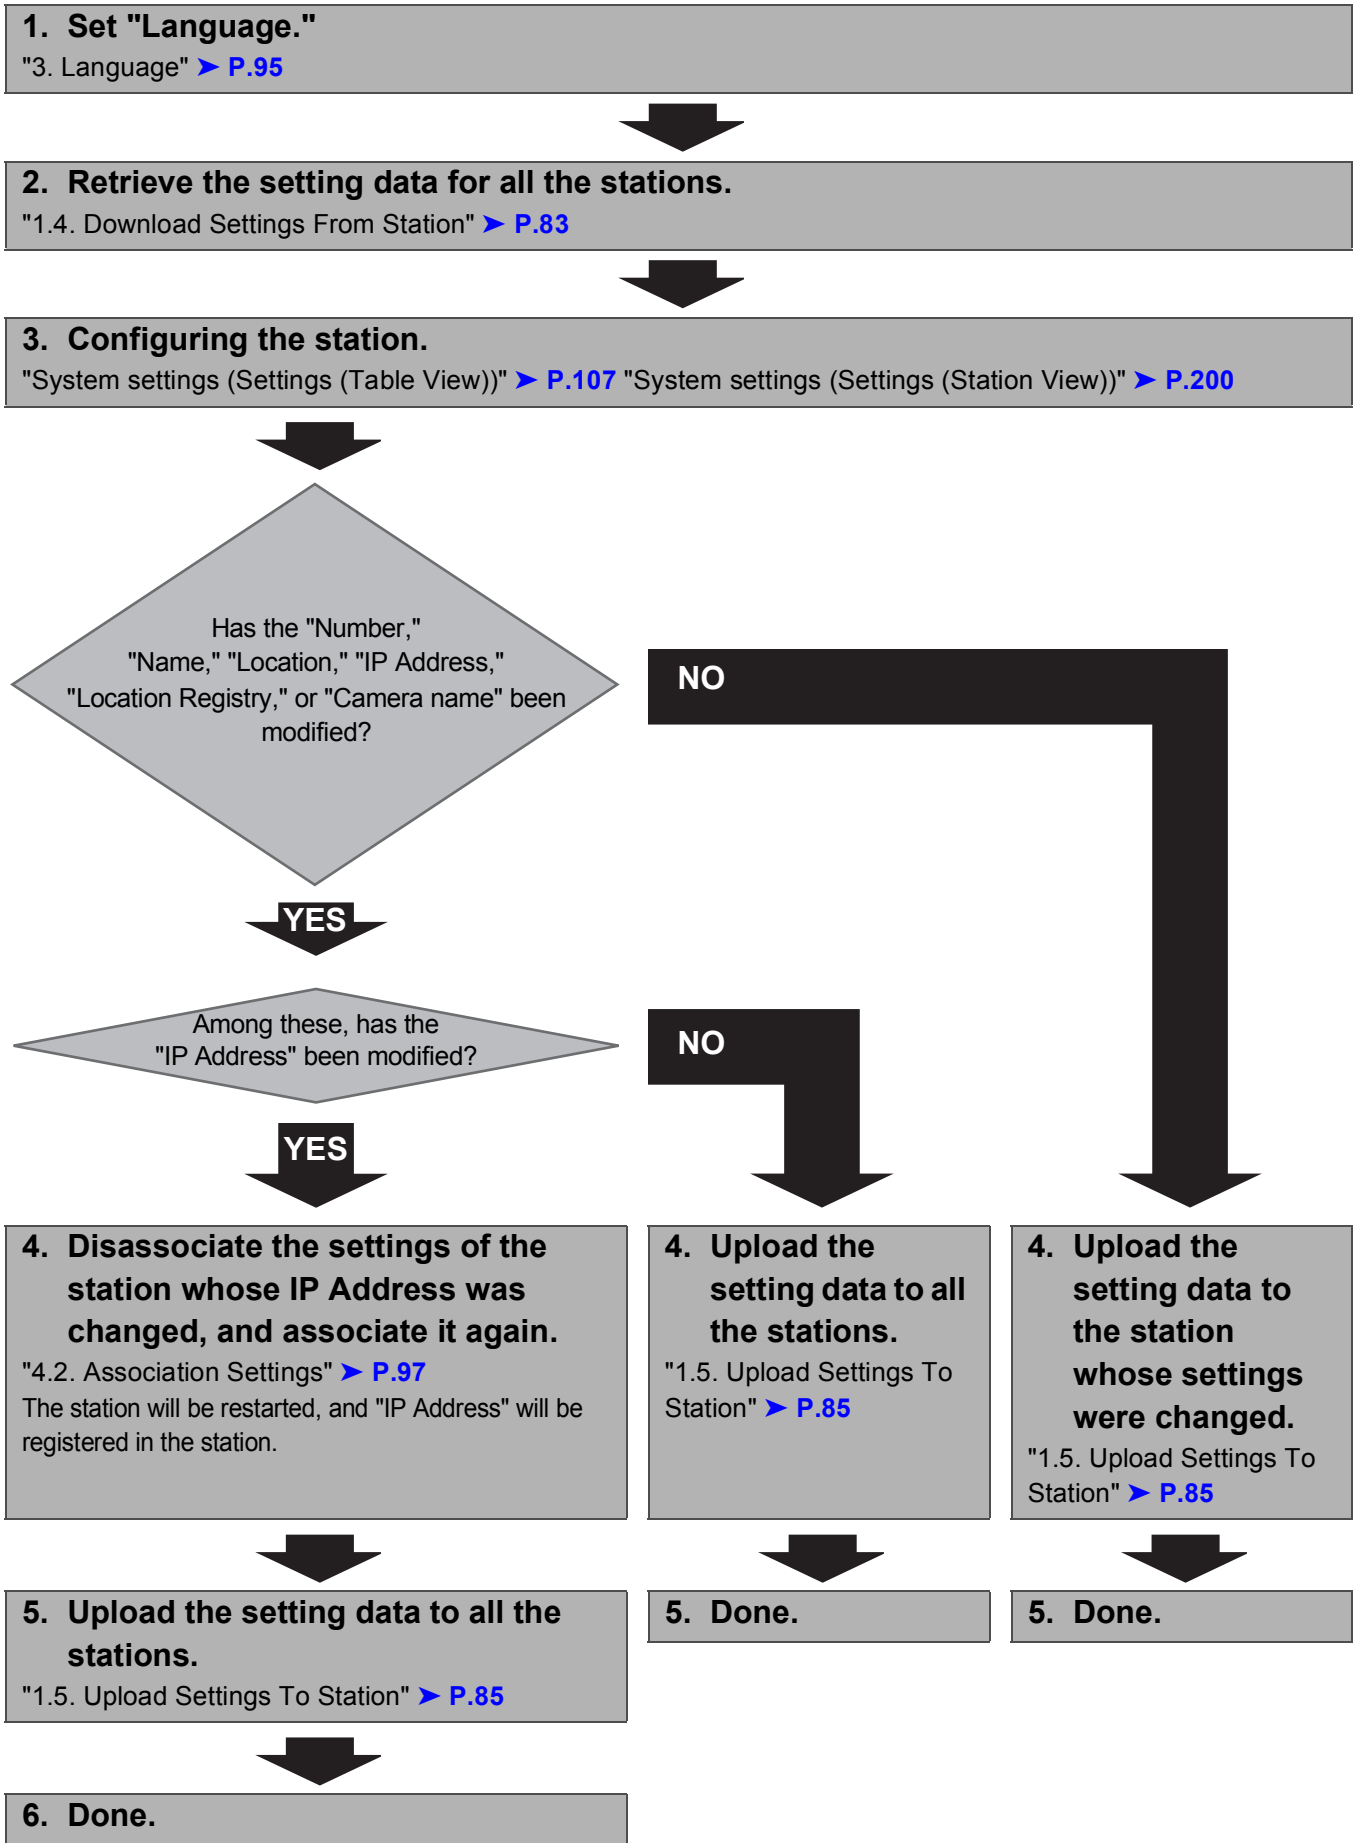 1. Set "Language."
"3. Language" ➤ P.95
2. Retrieve the setting data for all the stations.
"1.4. Download Settings From Station" ➤ P.83
3. Configuring the station.
"System settings (Settings (Table View))" ➤ P.107 "System settings (Settings (Station View))" ➤ P.200
Has the "Number,"
"Name," "Location," "IP Address,"
"Location Registry," or "Camera name" been
modified?
NO
YES
Among these, has the
"IP Address" been modified?
NO
YES
4. Disassociate the settings of the
station whose IP Address was
changed, and associate it again.
"4.2. Association Settings" ➤ P.97
The station will be restarted, and "IP Address" will be
registered in the station.
4. Upload the
setting data to all
the stations.
"1.5. Upload Settings To
Station" ➤ P.85
4. Upload the
setting data to
the station
whose settings
were changed.
"1.5. Upload Settings To
Station" ➤ P.85
5. Upload the setting data to all the
stations.
"1.5. Upload Settings To Station" ➤ P.85
5. Done.
5. Done.
6. Done.